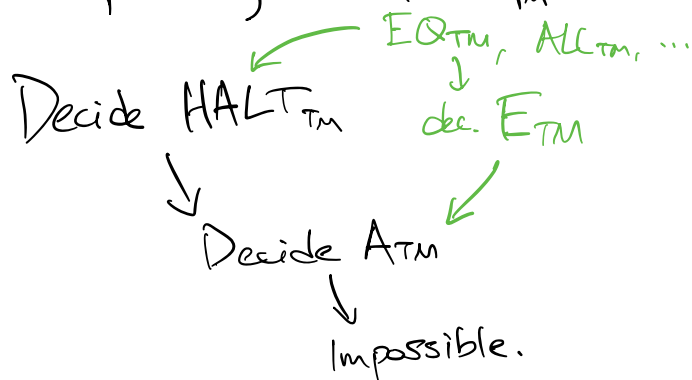 EQTM, ALLTM, ...
Decide HALTTM
dec. ETM
Decide ATM
Impossible.